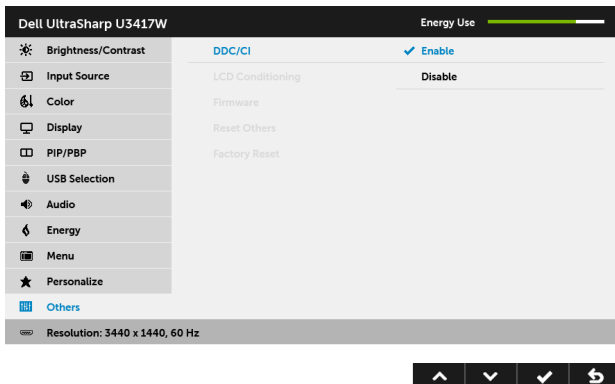 Dell UltraSharp U3417W
Energy Use
Brightness/Contrast
DDC/CI
Enable
Input Source
LCD Conditioning
Disable
Color
Firmware
Display
Reset Others
PIP/PBP
Factory Reset
USB Selection
Audio
Energy
Menu
Personalize
Others
Resolution: 3440 x 1440, 60 Hz